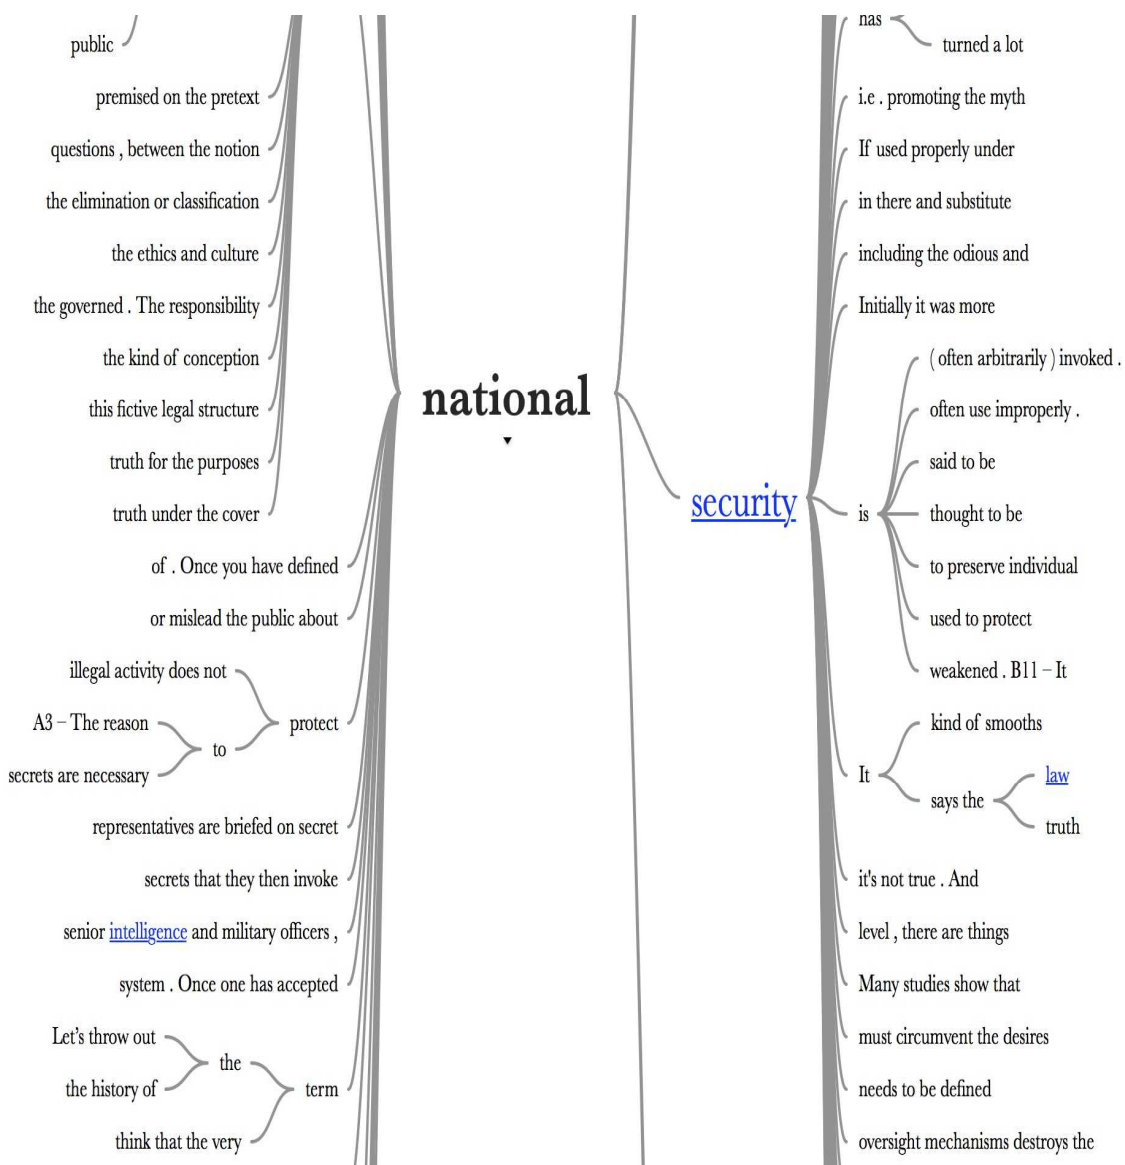 public
premised on the pretext
questions , between the notion
the elimination or classification
the ethics and culture
the governed . The responsibility
the kind of conception
this fictive legal structure
truth for the purposes
truth under the cover
of . Once you have defined
or mislead the public about
illegal activity does not
A3 – The reason
to
secrets are necessary
protect
representatives are briefed on secret
secrets that they then invoke
senior intelligence and military officers ,
system . Once one has accepted
Let’s throw out
the
the history of
term
think that the very
national
security
has
turned a lot
i.e . promoting the myth
If used properly under
in there and substitute
including the odious and
Initially it was more
is
( often arbitrarily ) invoked .
often use improperly .
said to be
thought to be
to preserve individual
used to protect
weakened . B11 – It
It
kind of smooths
says the
law
truth
it's not true . And
level , there are things
Many studies show that
must circumvent the desires
needs to be defined
oversight mechanisms destroys the